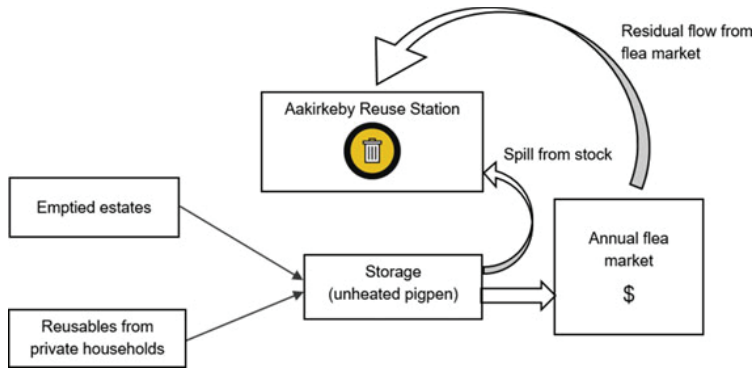 Residual flow from
flea market
Aakirkeby Reuse Station
Spill from stock
Emptied estates
Annual flea
market
$
Storage
(unheated pigpen)
Reusables from
private households